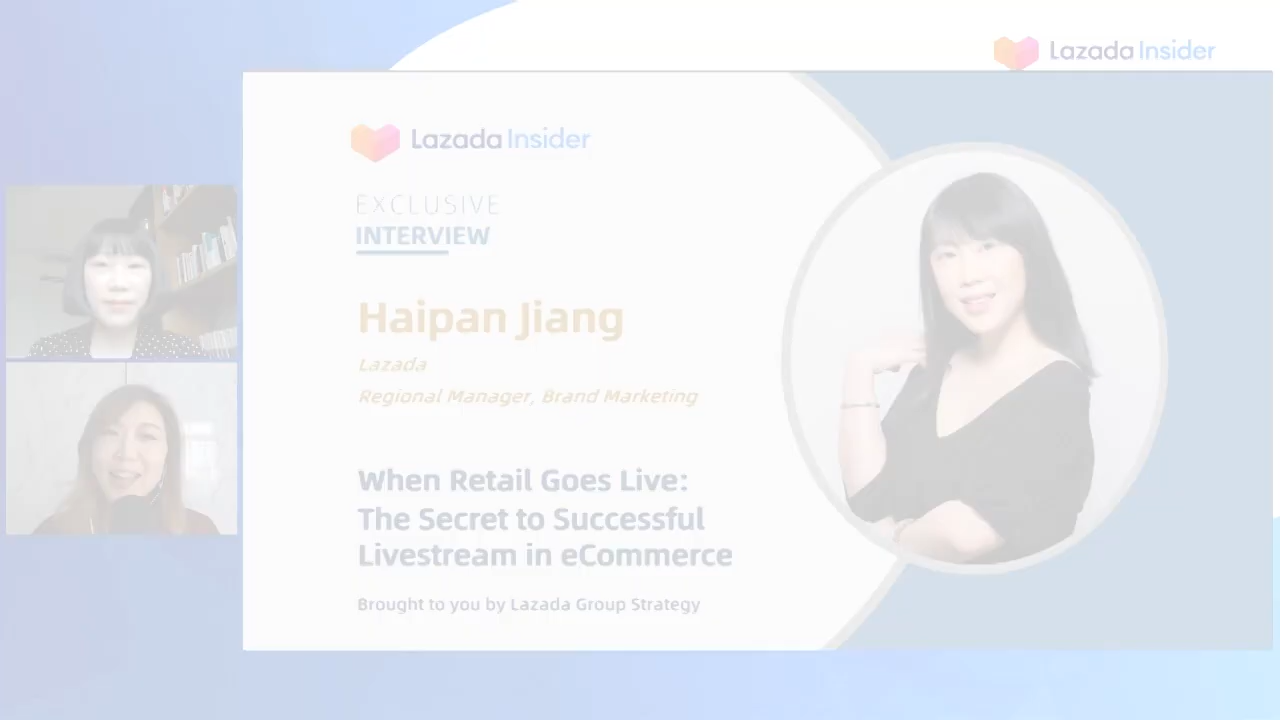 Lazada Insider
Lazada Insider
EXCLUSIVE
INTERVIEW
Haipan Jiang
Lazada
Regional Manager, Brand Marketing
When Retail Goes Live:
The Secret to Successful
Livestream in eCommerce
Brought to you by Lazada Group Strategy